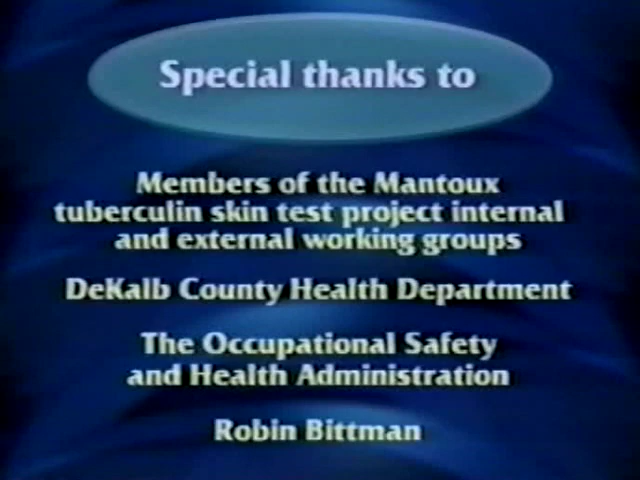 Special thanks to
Members of the Mantoux
tuberculin skin test project internal
and external working groups
DeKalb County Health Department
The Occupational Safety
and Health Administration
Robin Bittman